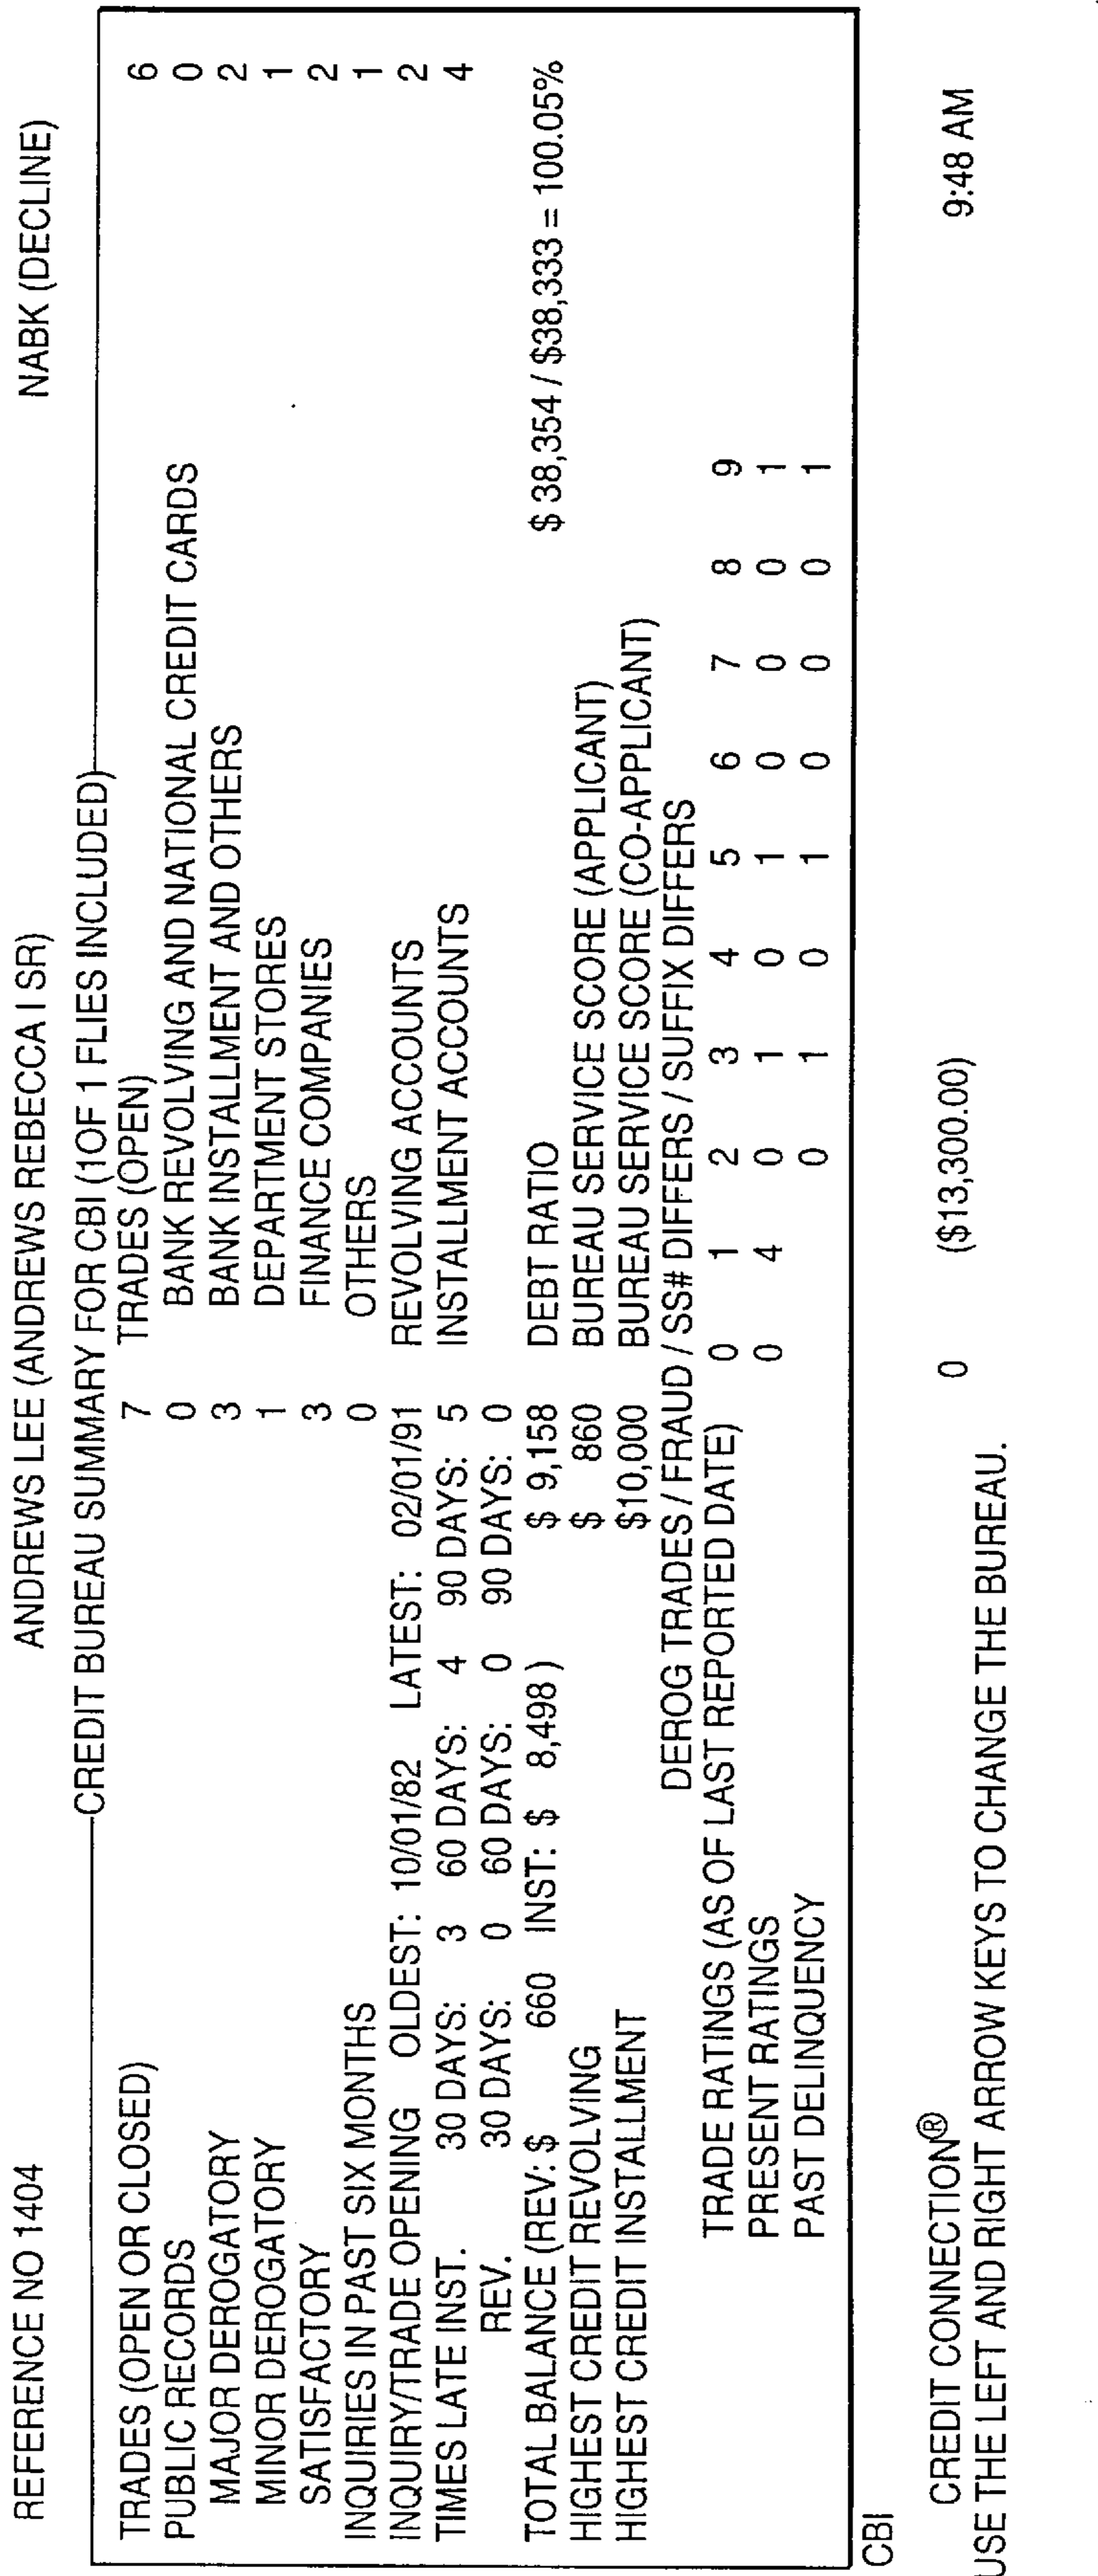 REFERENCE NO 1404 ANDREWS LEE (ANDREWS REBECCA I SR) NABK (DECLINE)
CREDIT BUREAU SUMMARY FOR CBI (1OF 1 FLIES INCLUDED)
TRADES (OPEN OR CLOSED) 7 TRADES (OPEN) 6
PUBLIC RECORDS 0 BANK REVOLVING AND NATIONAL CREDIT CARDS 0
MAJOR DEROGATORY 3 BANK INSTALLMENT AND OTHERS 2
MINOR DEROGATORY 1 DEPARTMENT STORES 1
SATISFACTORY 3 FINANCE COMPANIES 2
INQUIRIES IN PAST SIX MONTHS 0 OTHERS 1
INQUIRY/TRADE OPENING OLDEST: 10/01/82 LATEST: 02/01/91 REVOLVING ACCOUNTS 2
TIMES LATE INST. 30 DAYS: 3 60 DAYS: 4 90 DAYS: 5 INSTALLMENT ACCOUNTS 4
REV. 30 DAYS: 0 60 DAYS: 0 90 DAYS: 0
TOTAL BALANCE (REV: $ 660 INST: $ 8,498 ) $ 9,158 DEBT RATIO $ 38,354 / $38,333 = 100.05%
HIGHEST CREDIT REVOLVING $ 860 BUREAU SERVICE SCORE (APPLICANT)
HIGHEST CREDIT INSTALLMENT $10,000 BUREAU SERVICE SCORE (CO-APPLICANT)
DEROG TRADES / FRAUD / SS# DIFFERS / SUFFIX DIFFERS
TRADE RATINGS (AS OF LAST REPORTED DATE) 0 1 2 3 4 5 6 7 8 9
PRESENT RATINGS 0 4 0 1 0 1 0 0 0 1
PAST DELINQUENCY 0 1 0 1 0 0 0 1
CBI
CREDIT CONNECTION® 0 ($13,300.00) 9:48 AM
USE THE LEFT AND RIGHT ARROW KEYS TO CHANGE THE BUREAU.